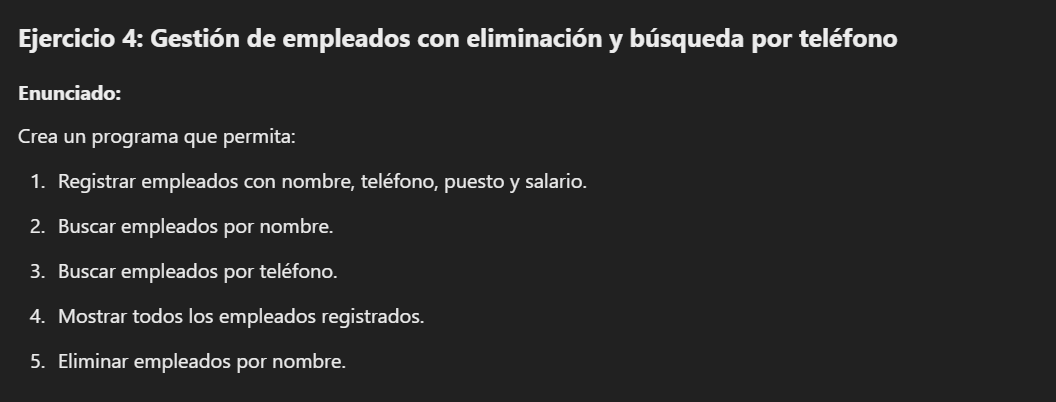 Ejercicio 4: Gestión de empleados con eliminación y búsqueda por teléfono
Enunciado:
Crea un programa que permita:
1. Registrar empleados con nombre, teléfono, puesto y salario.
2. Buscar empleados por nombre.
3. Buscar empleados por teléfono.
4. Mostrar todos los empleados registrados.
5. Eliminar empleados por nombre.